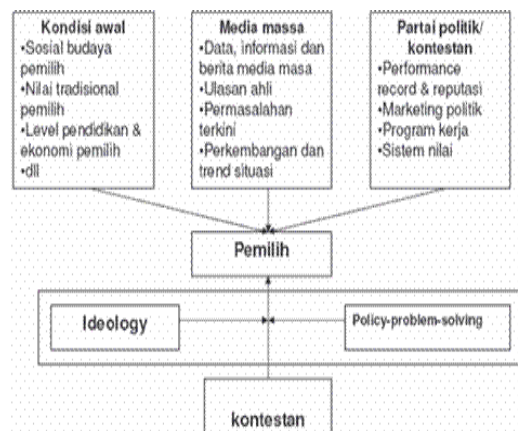 Kondisi awal
•Sosial budaya
pemilih
•Nilai tradisional
pemilih
•Level pendidikan &
ekonomi pemilih
•dll
Media massa
•Data, informasi dan
berita media masa
•Ulasan ahli
•Permasalahan
terkini
•Perkembangan dan
trend situasi
Partai politik/
kontestan
•Performance
record & reputasi
•Marketing politik
•Program kerja
•Sistem nilai
Pemilih
Ideology
Policy-problem-solving
kontestan